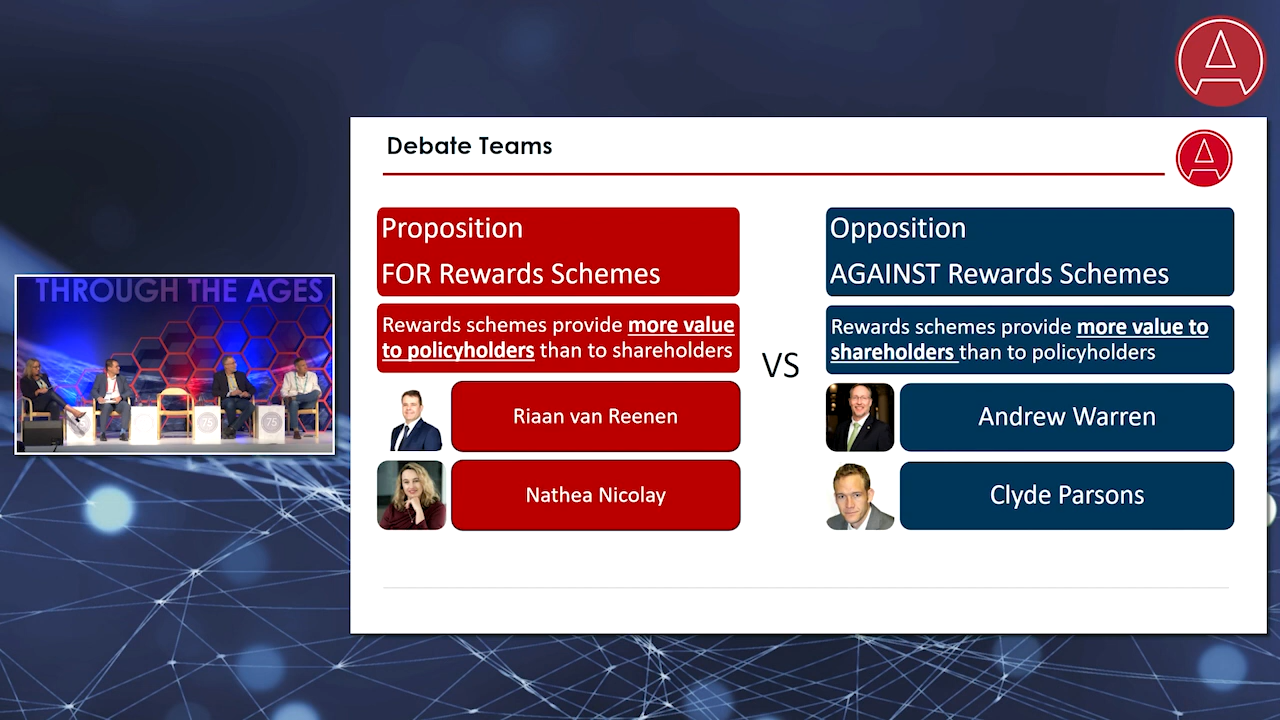 Debate Teams
Proposition
FOR Rewards Schemes
Rewards schemes provide more value
to policyholders than to shareholders
Riaan van Reenen
Nathea Nicolay
VS
Opposition
AGAINST Rewards Schemes
Rewards schemes provide more value to
shareholders than to policyholders
Andrew Warren
Clyde Parsons
THROUGH THE AGES
75
75